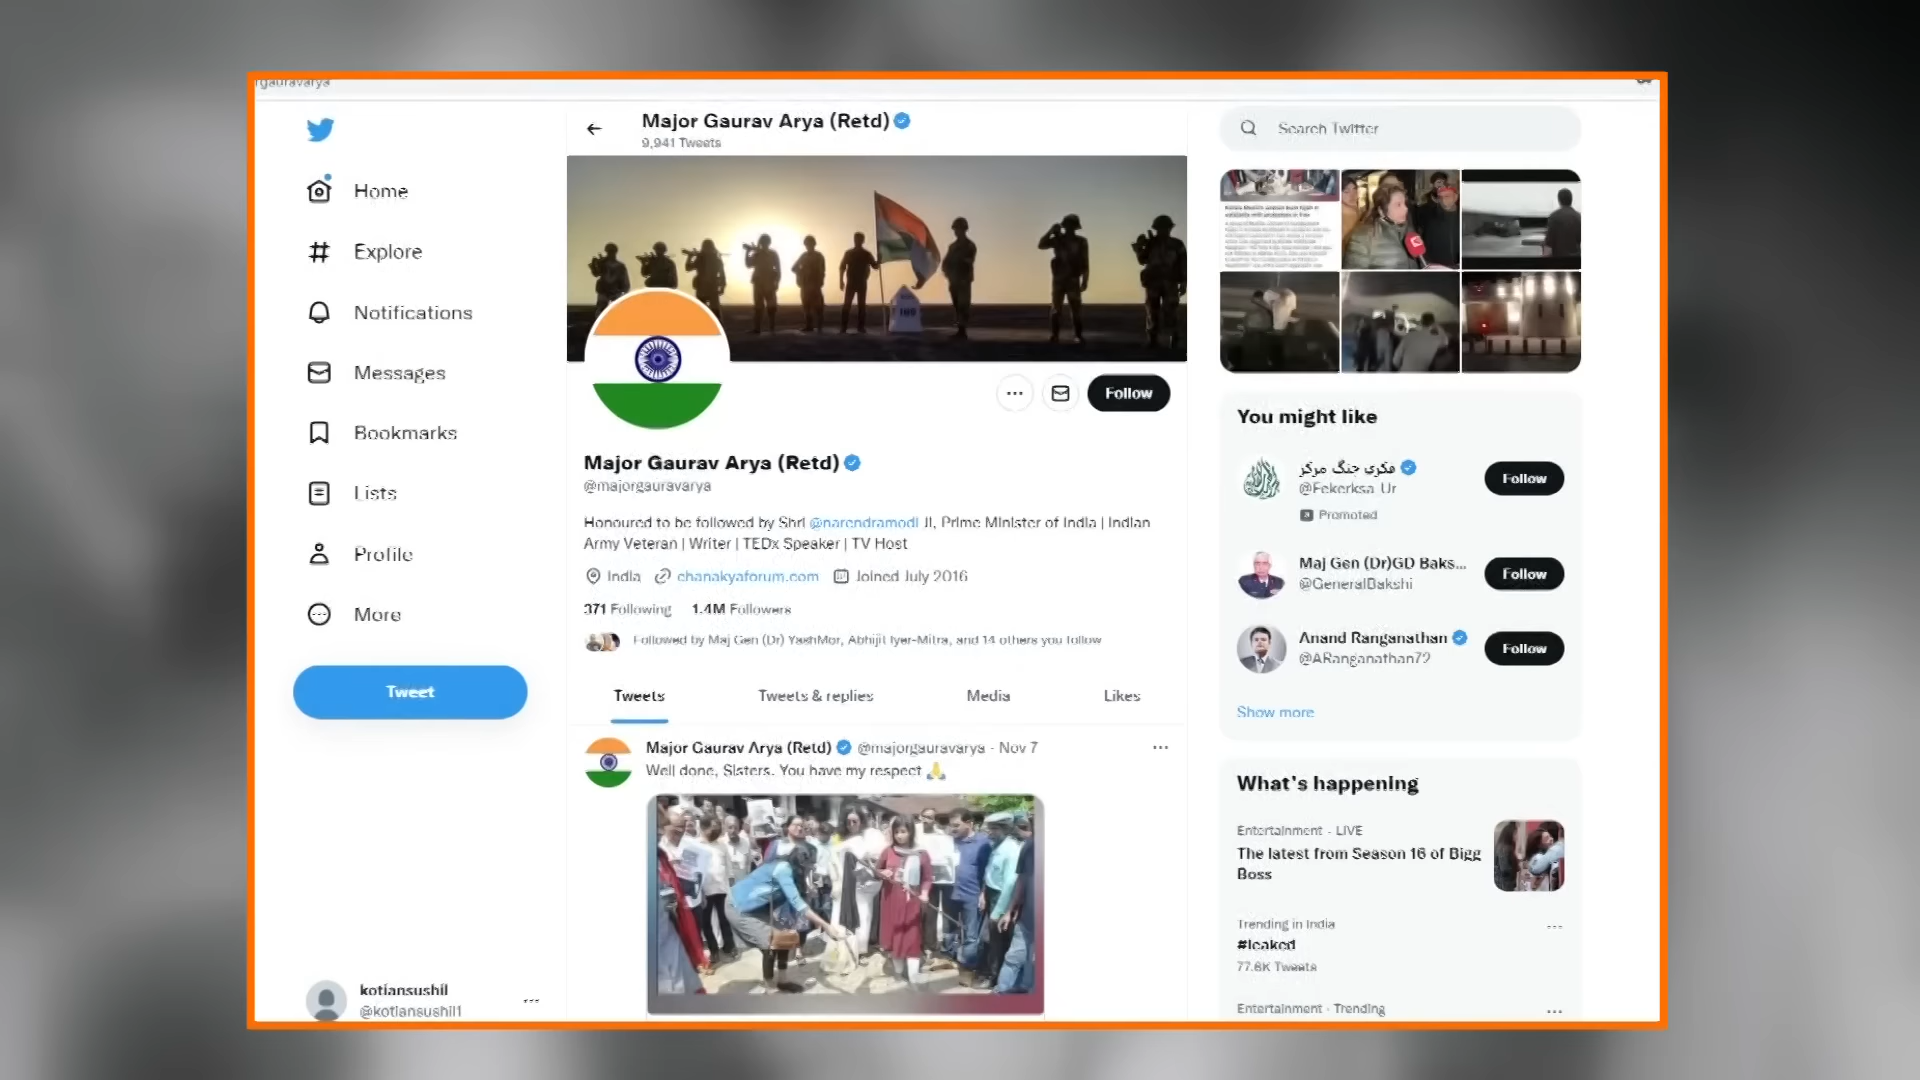 rgauravarya
Major Gaurav Arya (Retd)
9,941 Tweets
Search Twitter
Home
Explore
Notifications
Messages
Bookmarks
Lists
Profile
More
Tweet
Follow
Major Gaurav Arya (Retd)
@majorgauravarya
Honoured to be followed by Shri @narendramodi Ji, Prime Minister of India | Indian
Army Veteran | Writer | TEDx Speaker | TV Host
India chanakyaforum.com Joined July 2016
371 Following 1.4M Followers
Followed by Maj Gen (Dr) YashMor, Abhijit Iyer-Mitra, and 14 others you follow
Tweets Tweets & replies Media Likes
Major Gaurav Arya (Retd) @majorgauravarya · Nov 7
Well done, Sisters. You have my respect
You might like
فکری جنگ مرکز
@Fekerksa_Ur
Promoted
Follow
Maj Gen (Dr)GD Baks...
@GeneralBakshi
Follow
Anand Ranganathan
@ARanganathan72
Follow
Show more
What's happening
Entertainment · LIVE
The latest from Season 16 of Bigg
Boss
Trending in India
#leaked
77.6K Tweets
Entertainment · Trending
kotiansushil
@kotiansushil1